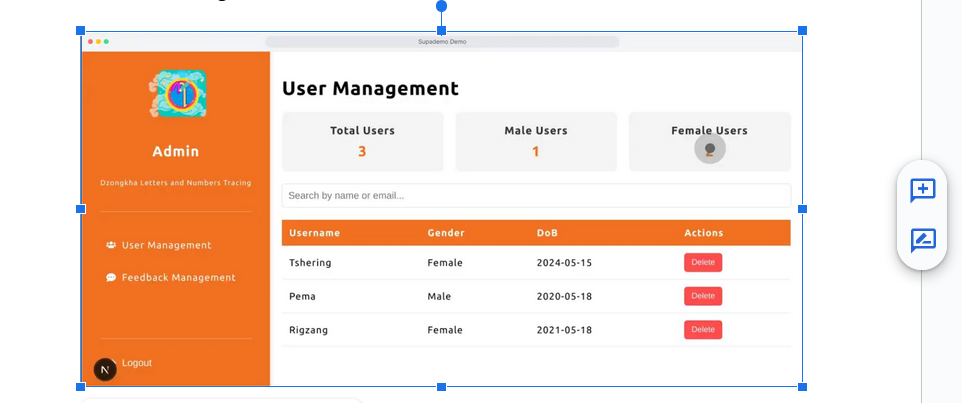 Supademo Demo
User Management
Total Users
3
Male Users
1
Female Users
Admin
Dzongkha Letters and Numbers Tracing
Search by name or email...
Username Gender DoB Actions
Tshering Female 2024-05-15 Delete
Pema Male 2020-05-18 Delete
Rigzang Female 2021-05-18 Delete
User Management
Feedback Management
Logout
N